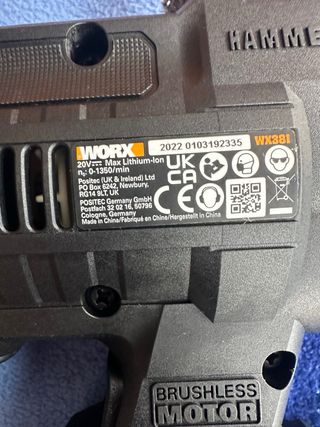 HAMME
WORX 2022 0103192335 WX381
20V⎓ Max Lithium-Ion
n₀: 0-1350/min
Positec (UK & Ireland) Ltd
PO Box 6242, Newbury,
RG14 9LT, UK
POSITEC Germany GmbH
Postfach 32 02 16, 50796
Cologne, Germany
Made in China/Fabriqué en Chine/Hergestellt in China
UK
CA
CE
BRUSHLESS
MOTOR